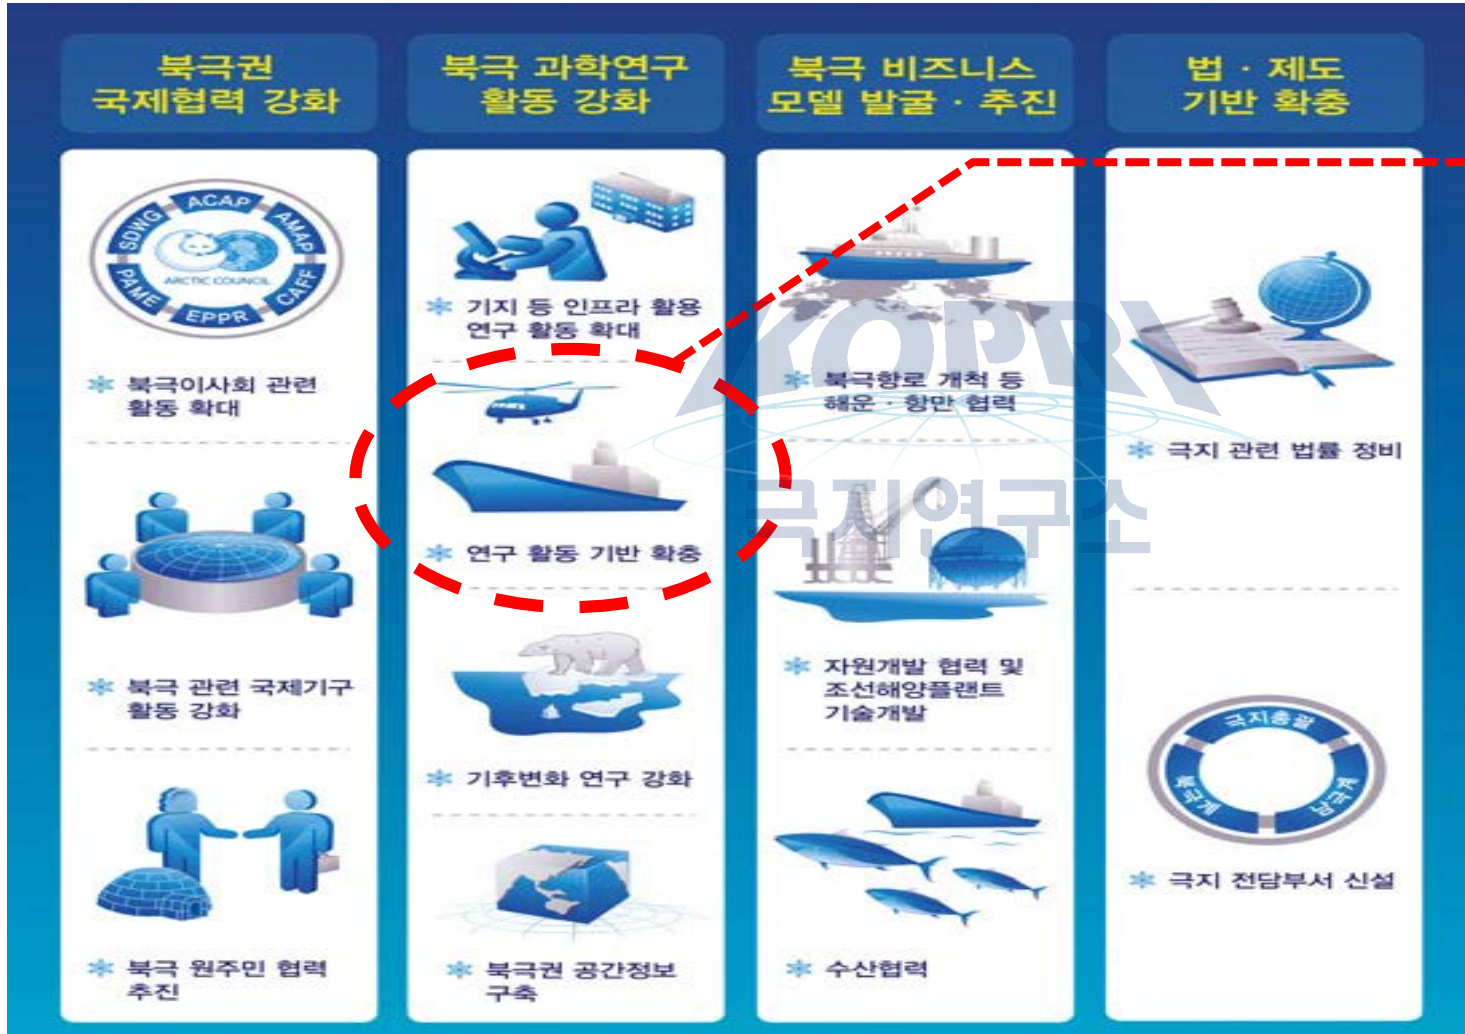 북극권
국제협력 강화
ACAP
SDWG
AMAP
ARCTIC COUNCIL
PAME
CAFF
EPPR
북극이사회 관련
활동 확대
북극 관련 국제기구
활동 강화
북극 원주민 협력
추진
북극 과학연구
활동 강화
기지 등 인프라 활용
연구 활동 확대
연구 활동 기반 확충
기후변화 연구 강화
북극권 공간정보
구축
북극 비즈니스
모델 발굴 · 추진
북극항로 개척 등
해운 · 항만 협력
자원개발 협력 및
조선해양플랜트
기술개발
수산협력
법 · 제도
기반 확충
극지 관련 법률 정비
극지총괄
북극계
남극계
극지 전담부서 신설
KOPRI
극지연구소